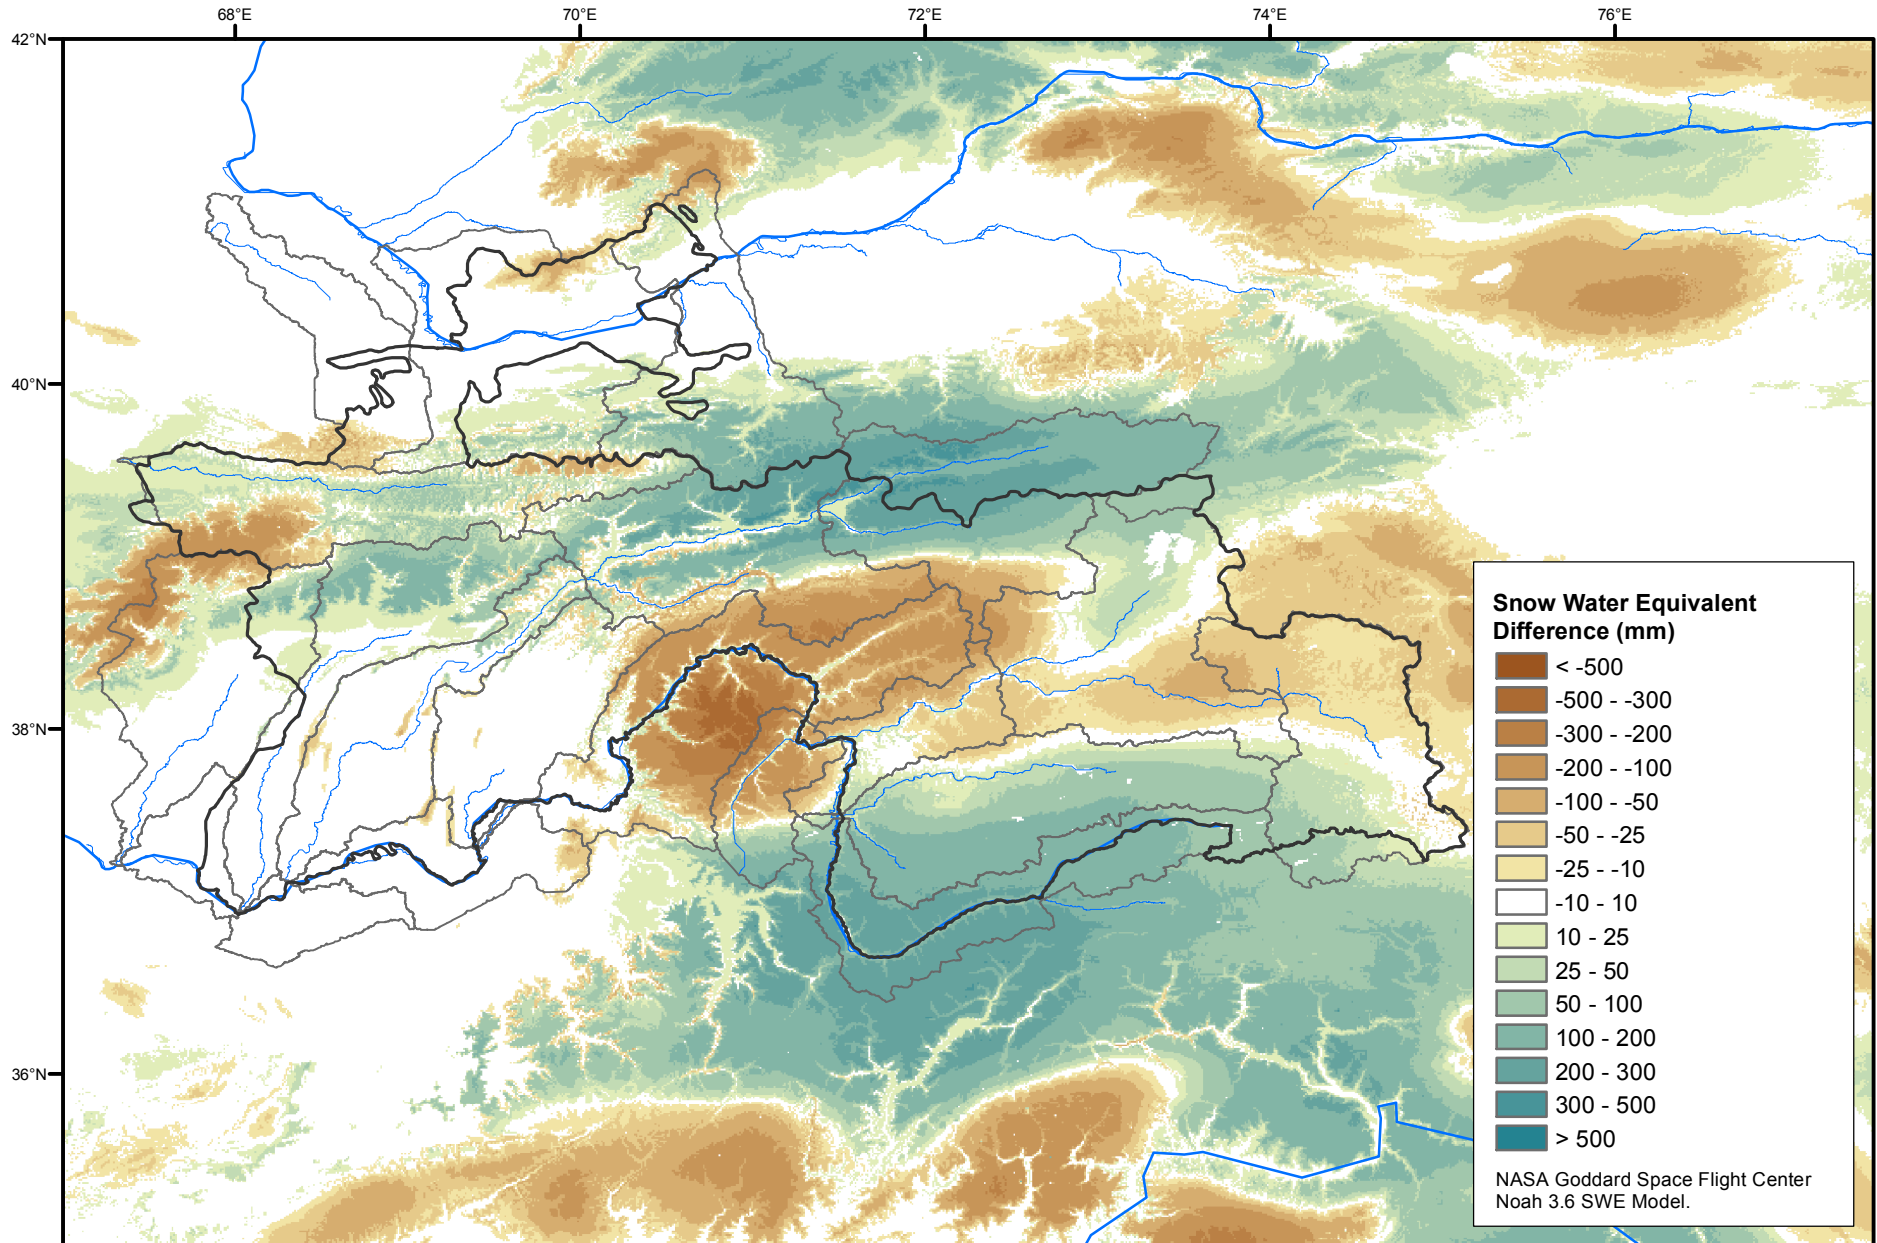 68°E
70°E
72°E
74°E
76°E
42°N
40°N
38°N
36°N
Snow Water Equivalent
Difference (mm)
< -500
-500 - -300
-300 - -200
-200 - -100
-100 - -50
-50 - -25
-25 - -10
-10 - 10
10 - 25
25 - 50
50 - 100
100 - 200
200 - 300
300 - 500
> 500
NASA Goddard Space Flight Center
Noah 3.6 SWE Model.